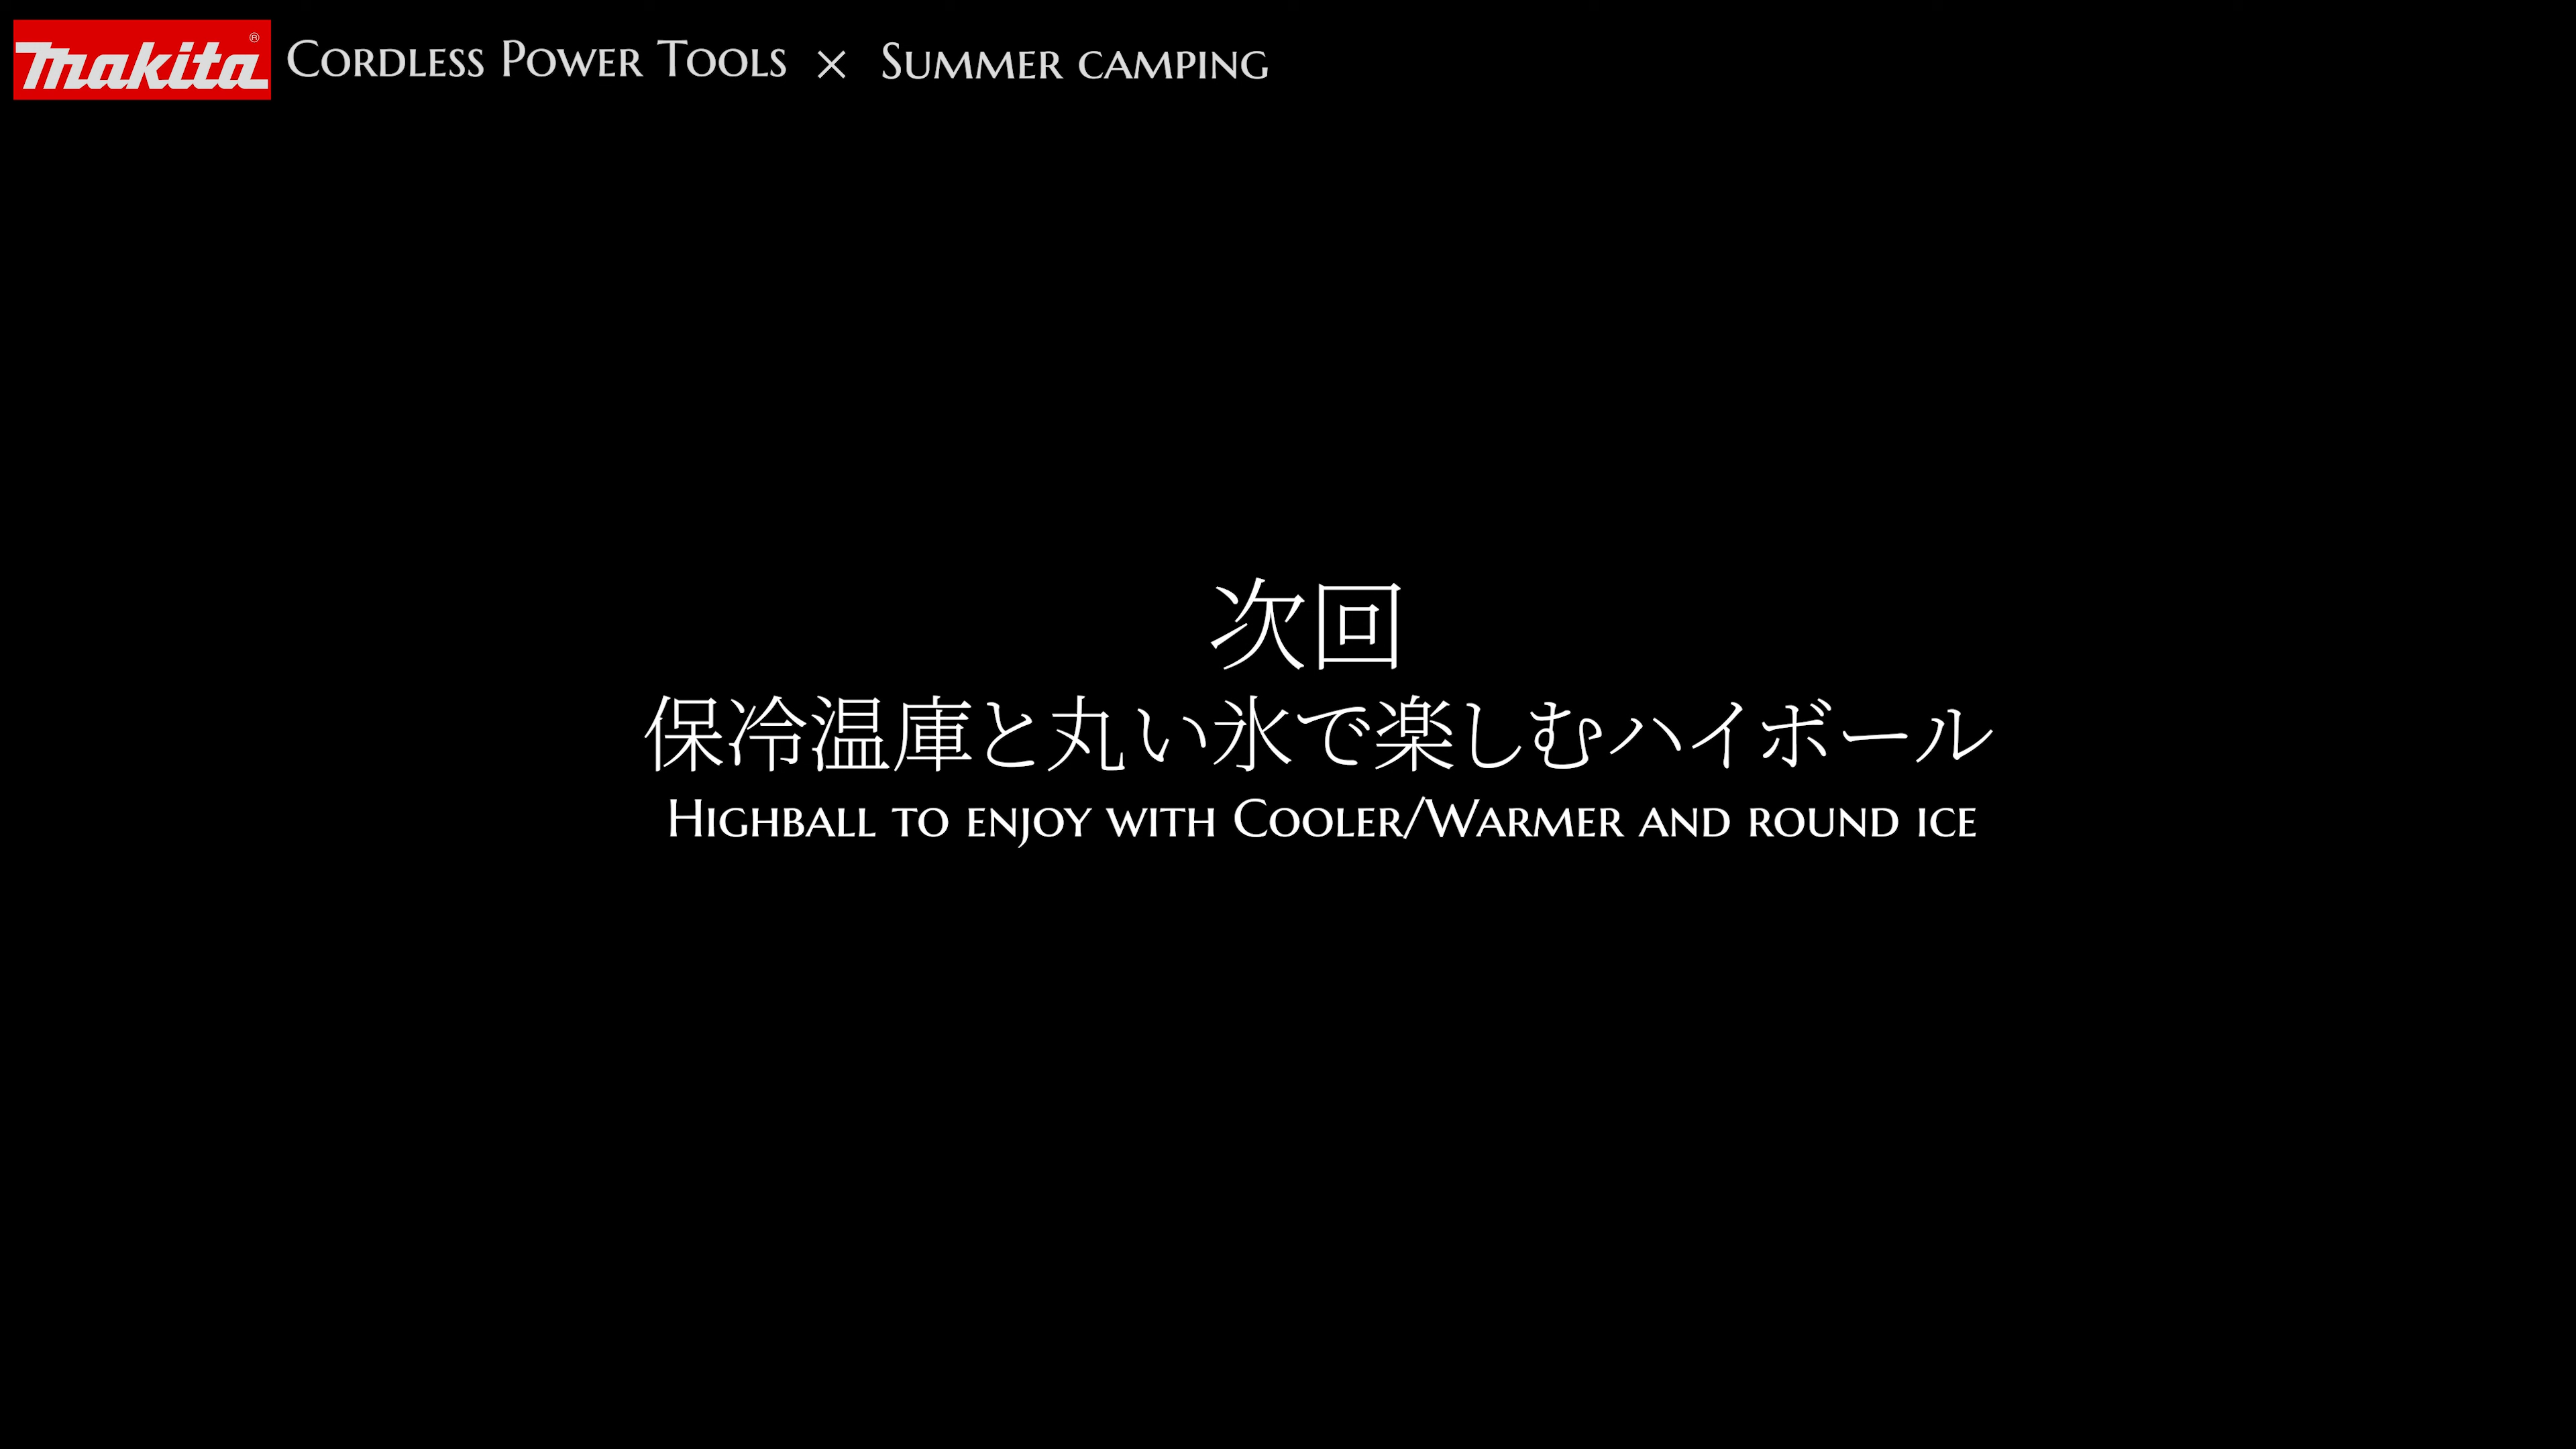 makita® Cordless Power Tools × Summer camping
次回
保冷温庫と丸い氷で楽しむハイボール
Highball to enjoy with Cooler/Warmer and round ice